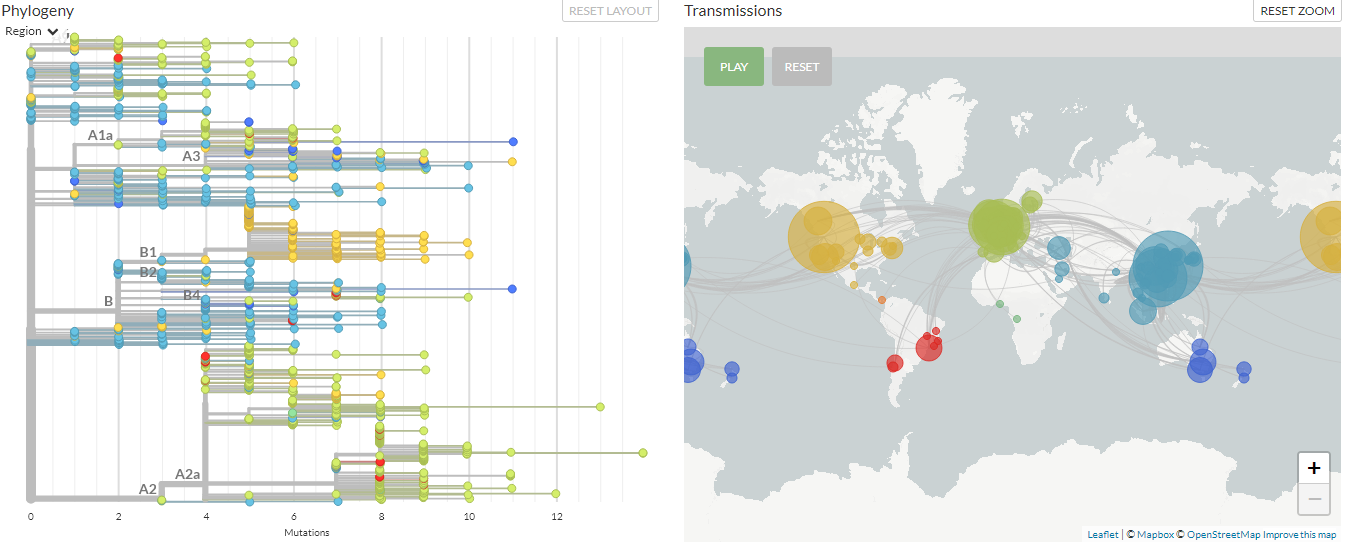 Phylogeny
RESET LAYOUT
Transmissions
RESET ZOOM
Region
PLAY
RESET
A1a
A3
B1
B2
B4
B
A2a
A2
0 2 4 6 8 10 12
Mutations
+
−
Leaflet | © Mapbox © OpenStreetMap Improve this map